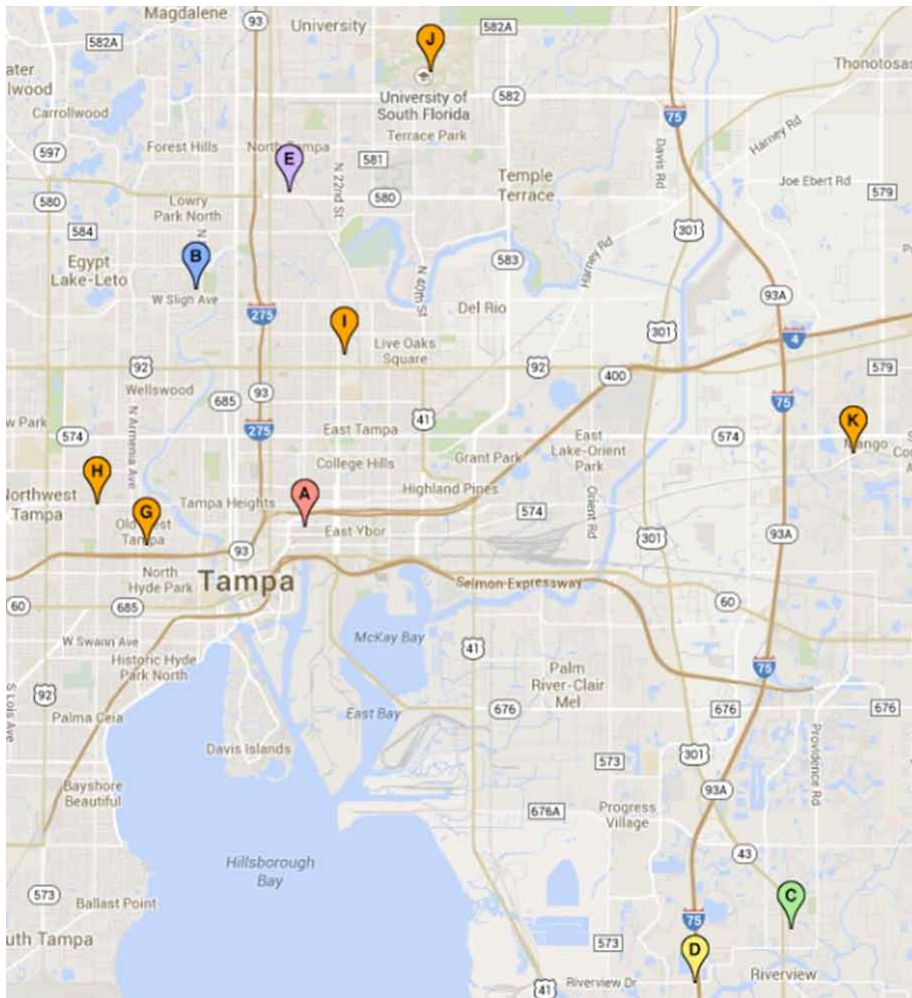 Magdalene
University
93
582A
J
582A
ater
lwood
Thonotosas
University of
South Florida
582
Carrollwood
75
Terrace Park
Forest Hills
North Tampa
E
581
597
Davis Rd
Harney Rd
N 22nd St
Temple
Terrace
Joe Ebert Rd
579
580
580
Lowry
Park North
584
N
301
B
Egypt
Lake-Leto
583
Harney Rd
N 40th St
W Sligh Ave
93A
275
I
Del Rio
301
4
Live Oaks
Square
92
92
400
579
Wellswood
685
93
75
N Armenia Ave
41
K
w Park
574
275
East Tampa
574
Mango
East
Lake-Orient
Park
Grant Park
College Hills
H
Northwest
Tampa
G
A
Tampa Heights
Highland Pines
Orient Rd
Old West
Tampa
East Ybor
574
301
93A
93
North
Hyde Park
Tampa
Selmon Expressway
60
685
60
W Swann Ave
McKay Bay
41
Historic Hyde
Park North
Palm
River-Clair
Mel
75
S Lois Ave
92
676
676
676
Palma Ceia
East Bay
Davis Islands
301
573
Providence Rd
Bayshore
Beautiful
93A
Progress
Village
676A
43
Hillsborough
Bay
573
C
Ballast Point
75
uth Tampa
573
D
Riverview Dr
Riverview
41